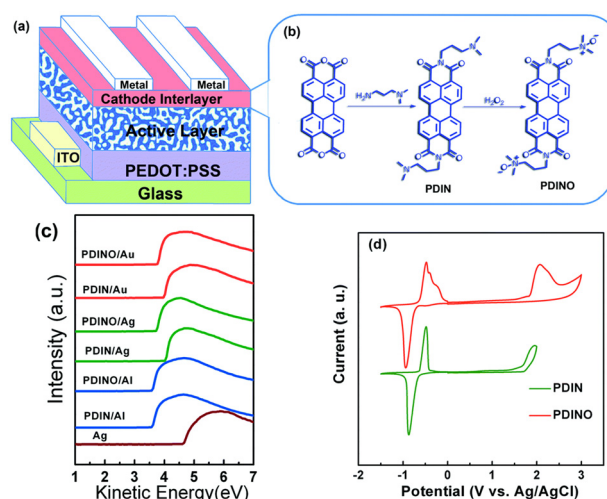 (a)
Metal
Metal
Cathode Interlayer
Active Layer
ITO
PEDOT:PSS
Glass
(b)
H₂N
N
H₂O₂
PDIN
PDINO
(c)
Intensity (a.u.)
PDINO/Au
PDIN/Au
PDINO/Ag
PDIN/Ag
PDINO/Al
PDIN/Al
Ag
1 2 3 4 5 6 7
Kinetic Energy(eV)
(d)
Current (a. u.)
PDIN
PDINO
-2 -1 0 1 2 3
Potential (V vs. Ag/AgCl)